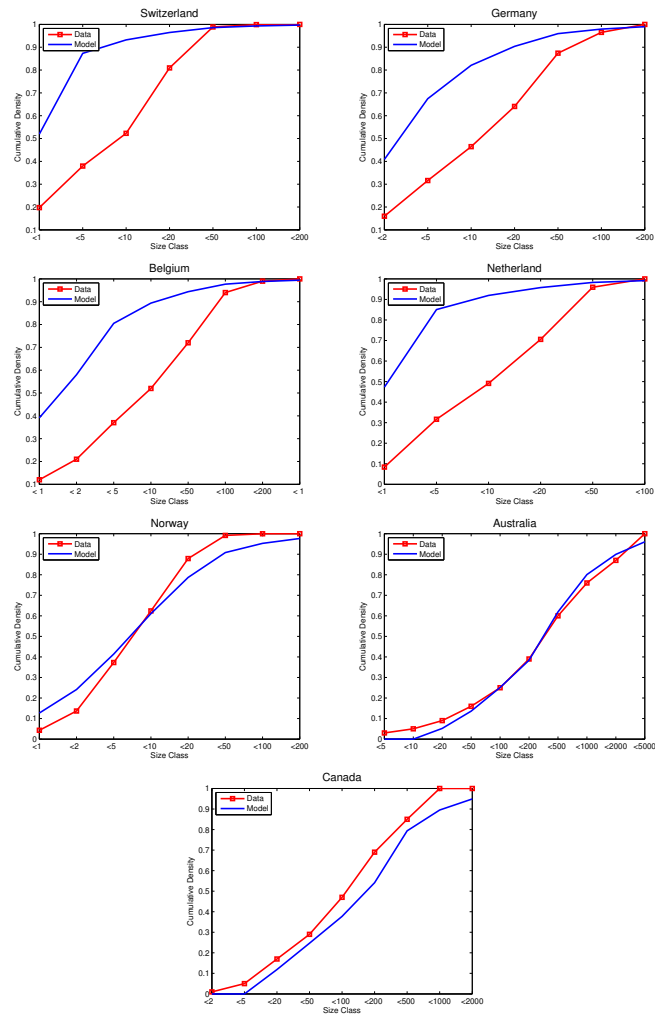 Switzerland
Data
Model
Cumulative Density
1
0.9
0.8
0.7
0.6
0.5
0.4
0.3
0.2
0.1
<1 <5 <10 <20 <50 <100 <200
Size Class
Germany
Data
Model
Cumulative Density
1
0.9
0.8
0.7
0.6
0.5
0.4
0.3
0.2
0.1
<2 <5 <10 <20 <50 <100 <200
Size Class
Belgium
Data
Model
Cumulative Density
1
0.9
0.8
0.7
0.6
0.5
0.4
0.3
0.2
0.1
< 1 < 2 < 5 <10 <50 <100 <200 < 1
Size Class
Netherland
Data
Model
Cumulative Density
1
0.9
0.8
0.7
0.6
0.5
0.4
0.3
0.2
0.1
0
<1 <5 <10 <20 <50 <100
Size Class
Norway
Data
Model
Cumulative Density
1
0.9
0.8
0.7
0.6
0.5
0.4
0.3
0.2
0.1
0
<1 <2 <5 <10 <20 <50 <100 <200
Size Class
Australia
Data
Model
Cumulative Density
1
0.9
0.8
0.7
0.6
0.5
0.4
0.3
0.2
0.1
0
<5 <10 <20 <50 <100 <200 <500 <1000 <2000 <5000
Size Class
Canada
Data
Model
Cumulative Density
1
0.9
0.8
0.7
0.6
0.5
0.4
0.3
0.2
0.1
0
<2 <5 <20 <50 <100 <200 <500 <1000 <2000
Size Class